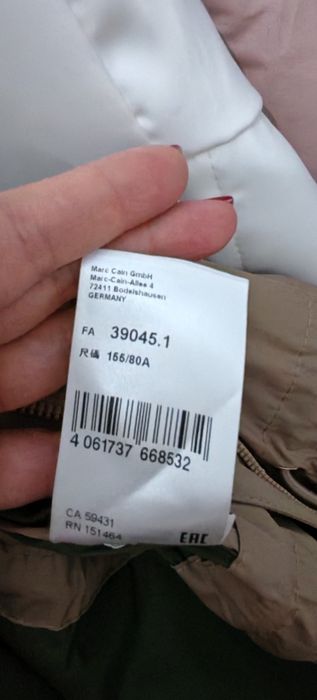 Marc Cain GmbH
Marc-Cain-Allee 4
72411 Bodelshausen
GERMANY
FA 39045.1
尺碼 155/80A
4 061737 668532
CA 59431
RN 151464
EAC